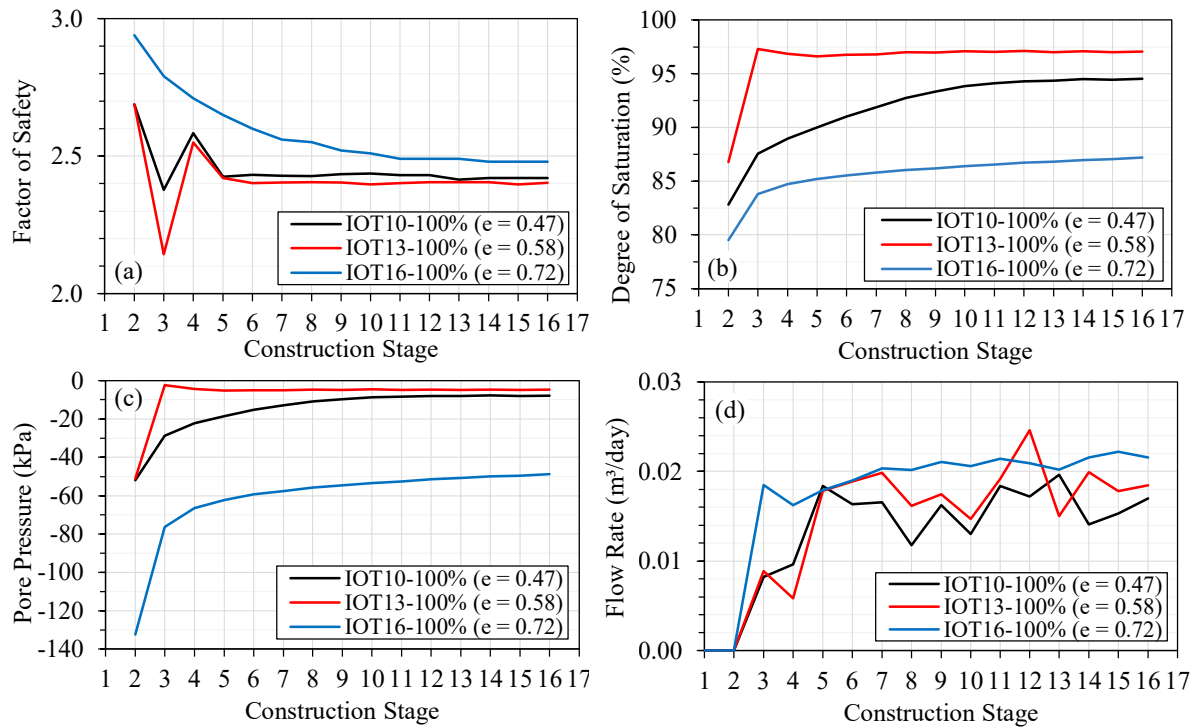 3.0
2.5
2.0
Factor of Safety
(a)
IOT10-100% (e = 0.47)
IOT13-100% (e = 0.58)
IOT16-100% (e = 0.72)
1 2 3 4 5 6 7 8 9 10 11 12 13 14 15 16 17
Construction Stage
100
95
90
85
80
75
Degree of Saturation (%)
(b)
IOT10-100% (e = 0.47)
IOT13-100% (e = 0.58)
IOT16-100% (e = 0.72)
1 2 3 4 5 6 7 8 9 10 11 12 13 14 15 16 17
Construction Stage
0
-20
-40
-60
-80
-100
-120
-140
Pore Pressure (kPa)
(c)
IOT10-100% (e = 0.47)
IOT13-100% (e = 0.58)
IOT16-100% (e = 0.72)
1 2 3 4 5 6 7 8 9 10 11 12 13 14 15 16 17
Construction Stage
0.03
0.02
0.01
0.00
Flow Rate (m³/day)
(d)
IOT10-100% (e = 0.47)
IOT13-100% (e = 0.58)
IOT16-100% (e = 0.72)
1 2 3 4 5 6 7 8 9 10 11 12 13 14 15 16 17
Construction Stage